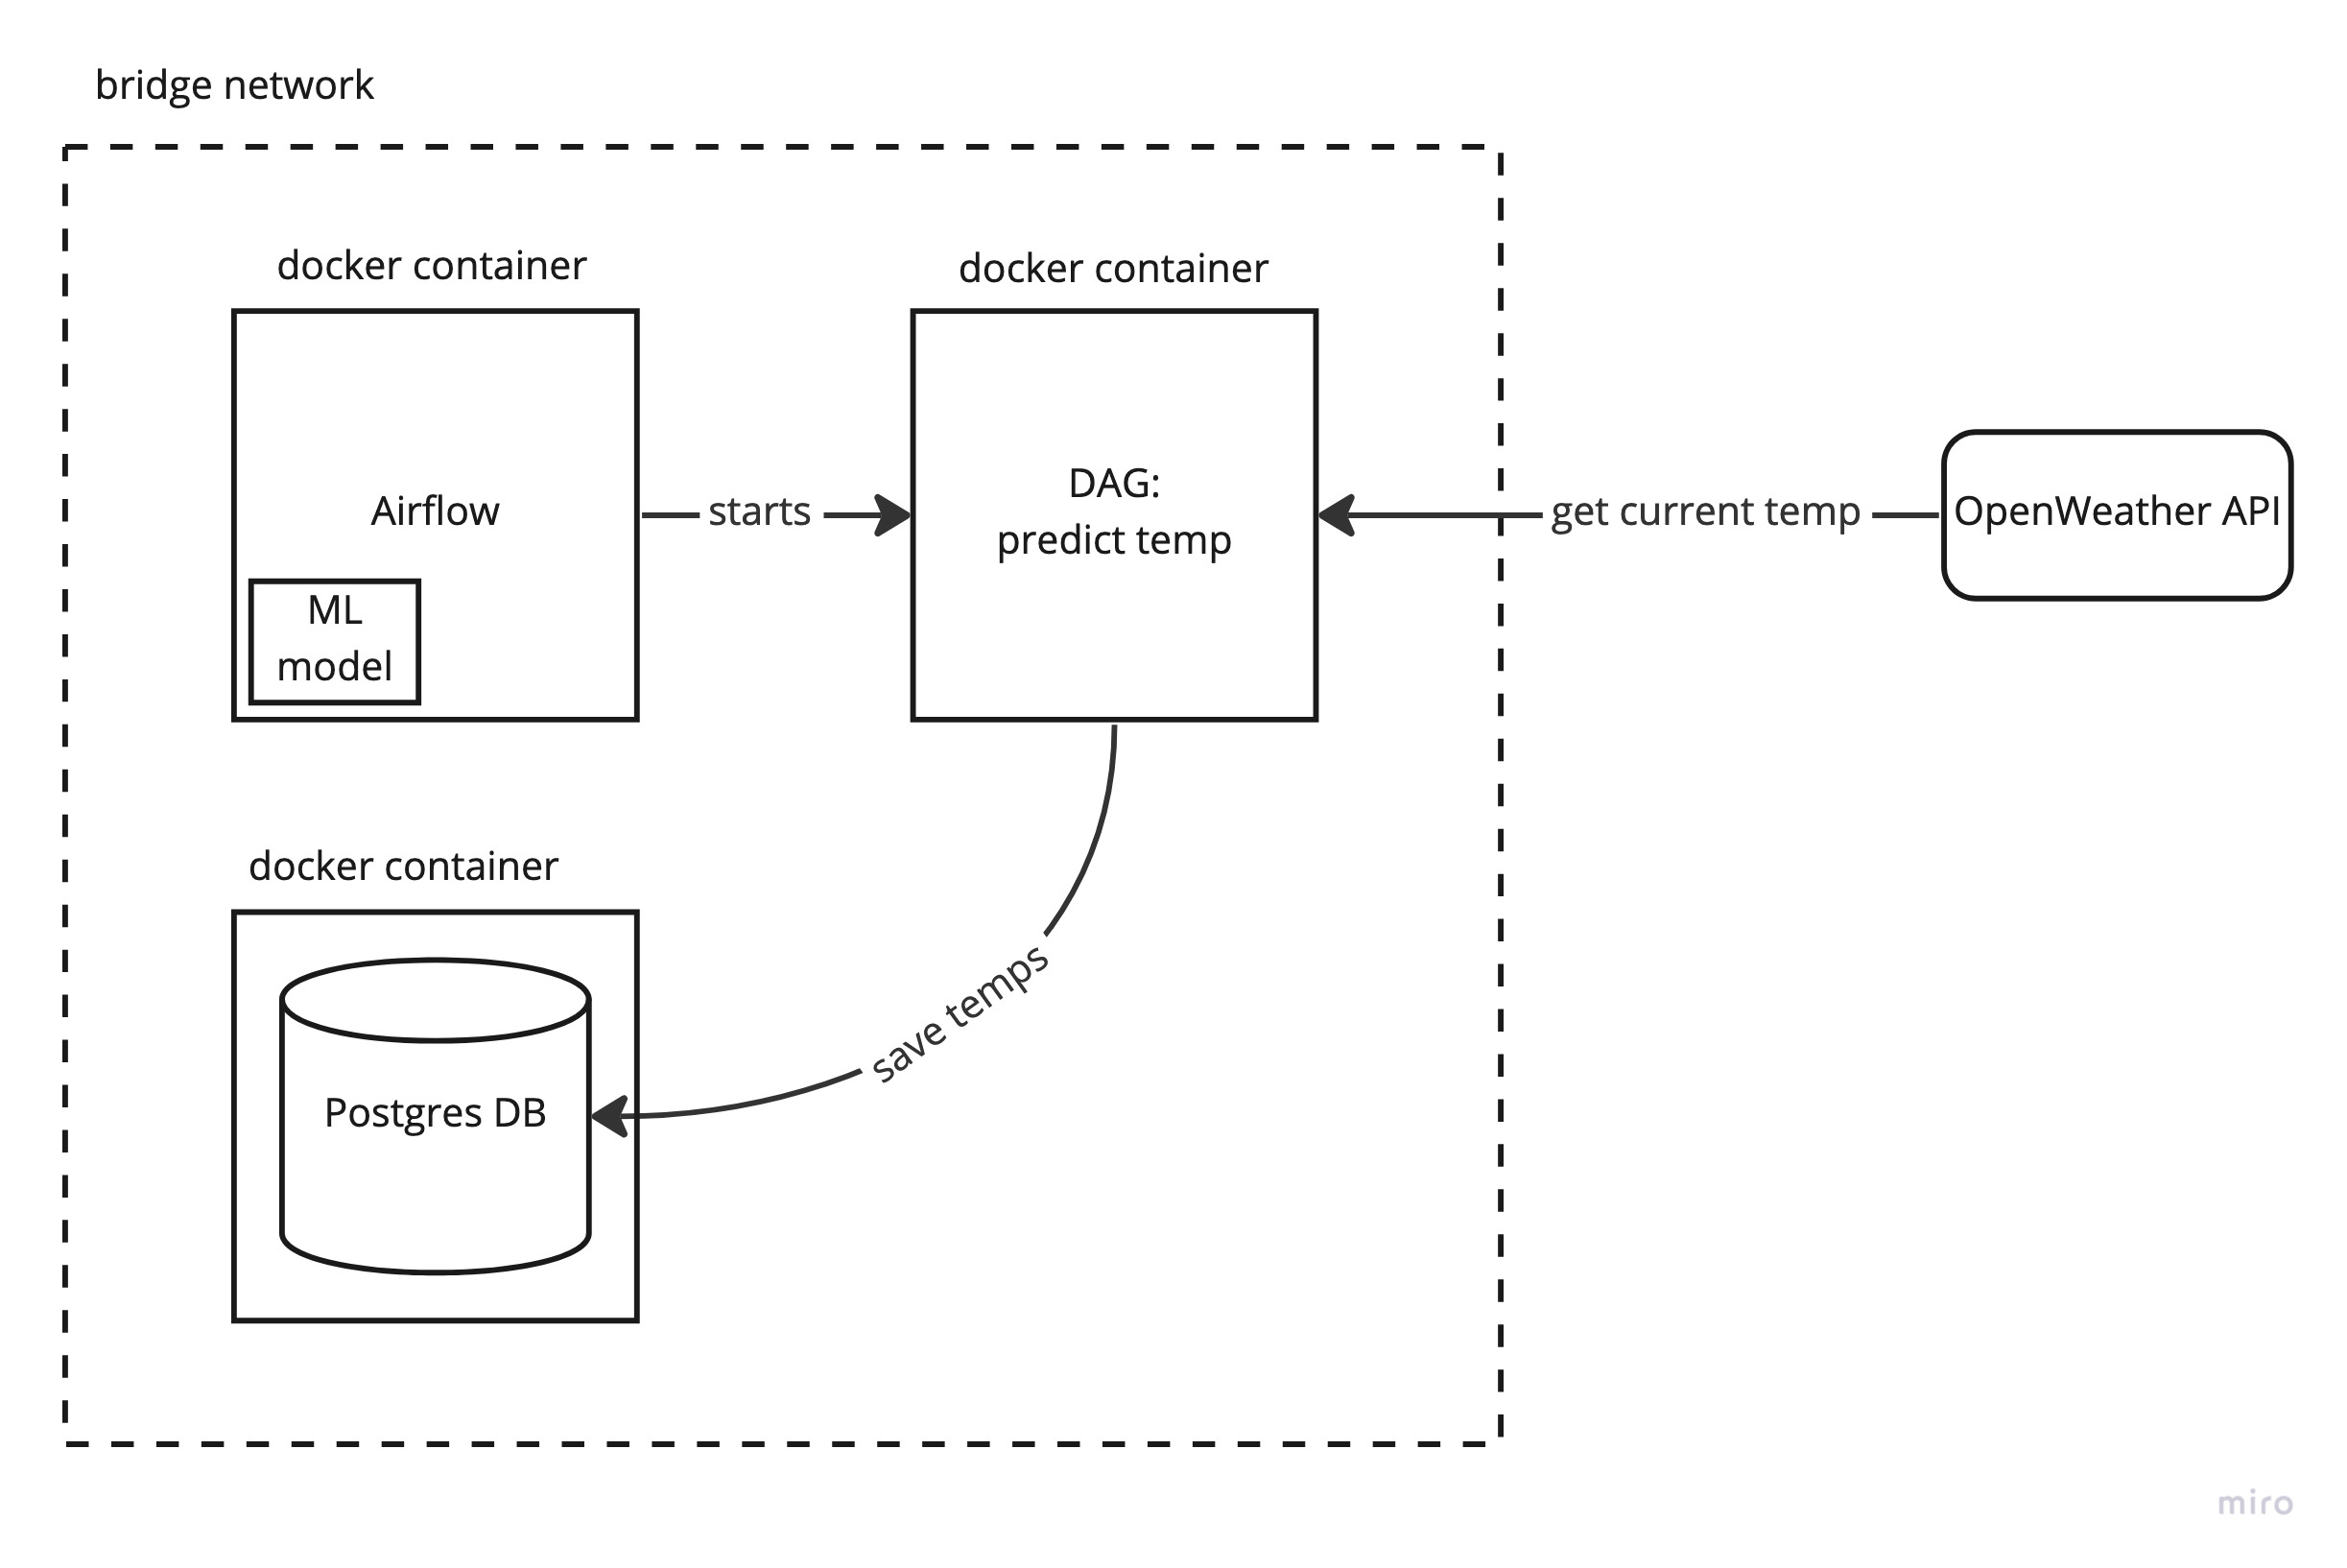 bridge network
docker container
docker container
Airflow
starts
DAG:
predict temp
get current temp
OpenWeather API
ML
model
docker container
save temps
Postgres DB
miro